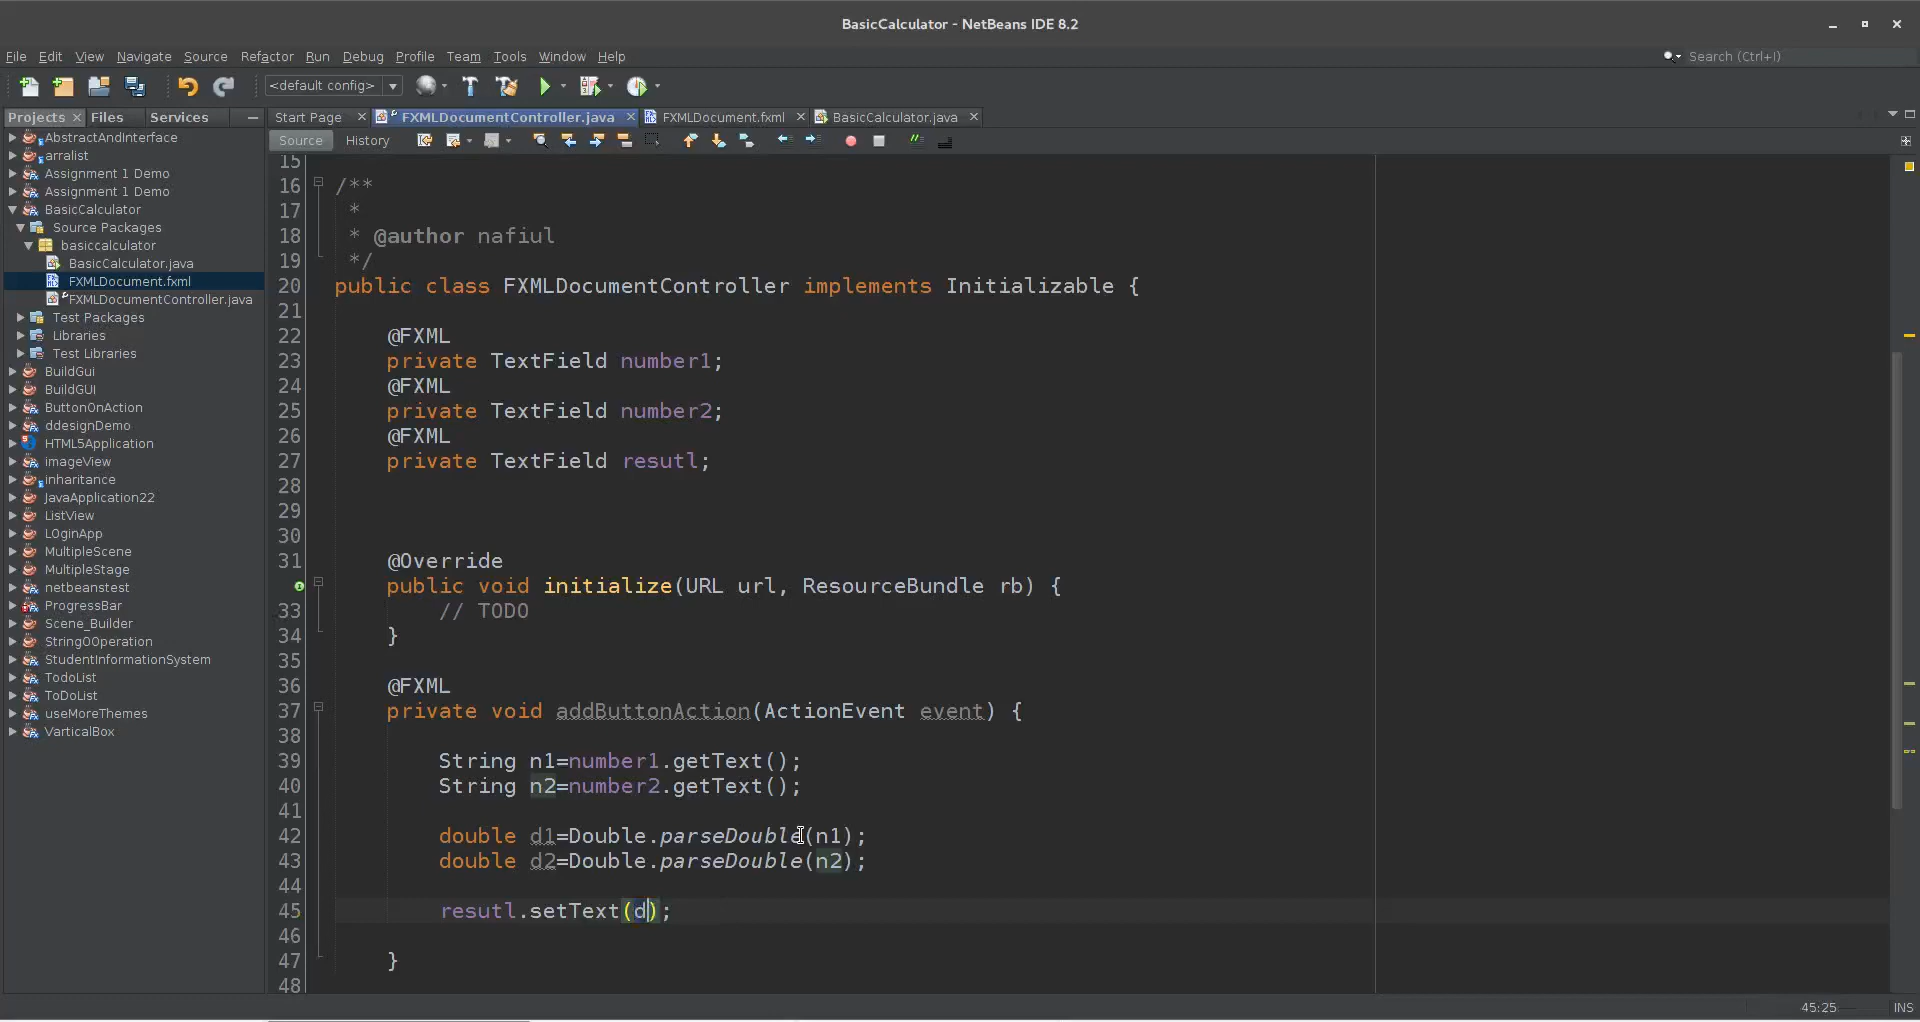 BasicCalculator - NetBeans IDE 8.2
File Edit View Navigate Source Refactor Run Debug Profile Team Tools Window Help
Search (Ctrl+I)
<default config>
Projects Files Services
Start Page FXMLDocumentController.java FXMLDocument.fxml BasicCalculator.java
Source History
AbstractAndInterface
arralist
Assignment 1 Demo
Assignment 1 Demo
BasicCalculator
Source Packages
basiccalculator
BasicCalculator.java
FXMLDocument.fxml
FXMLDocumentController.java
Test Packages
Libraries
Test Libraries
BuildGui
BuildGUI
ButtonOnAction
ddesignDemo
HTML5Application
imageView
inheritance
JavaApplication22
ListView
LOginApp
MultipleScene
MultipleStage
netbeanstest
ProgressBar
Scene_Builder
StringOOperation
StudentInformationSystem
TodoList
ToDoList
useMoreThemes
VarticalBox
15
16 /**
17 *
18 * @author nafiul
19 */
20 public class FXMLDocumentController implements Initializable {
21
22 @FXML
23 private TextField number1;
24 @FXML
25 private TextField number2;
26 @FXML
27 private TextField resutl;
28
29
30
31 @Override
public void initialize(URL url, ResourceBundle rb) {
33 // TODO
34 }
35
36 @FXML
37 private void addButtonAction(ActionEvent event) {
38
39 String n1=number1.getText();
40 String n2=number2.getText();
41
42 double d1=Double.parseDouble(n1);
43 double d2=Double.parseDouble(n2);
44
45 resutl.setText(d);
46
47 }
48
45:25 INS